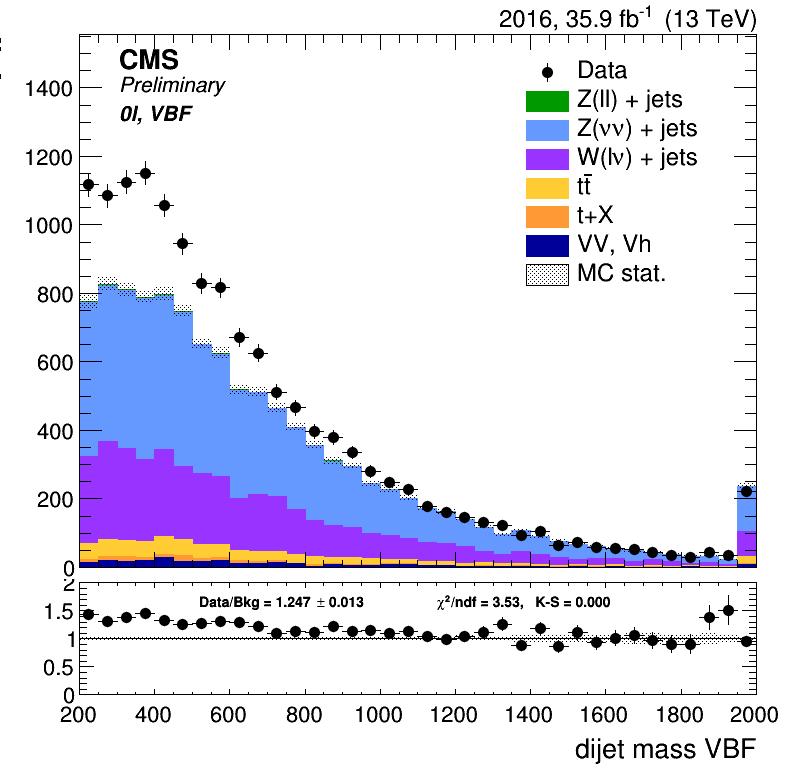 2016, 35.9 fb⁻¹ (13 TeV)
CMS
Preliminary
0l, VBF
Data
Z(ll) + jets
Z(νν) + jets
W(lν) + jets
tt̄
t+X
VV, Vh
MC stat.
1400
1200
1000
800
600
400
200
0
Data/Bkg = 1.247 ± 0.013
χ²/ndf = 3.53, K-S = 0.000
2
1.5
1
0.5
0
200 400 600 800 1000 1200 1400 1600 1800 2000
dijet mass VBF